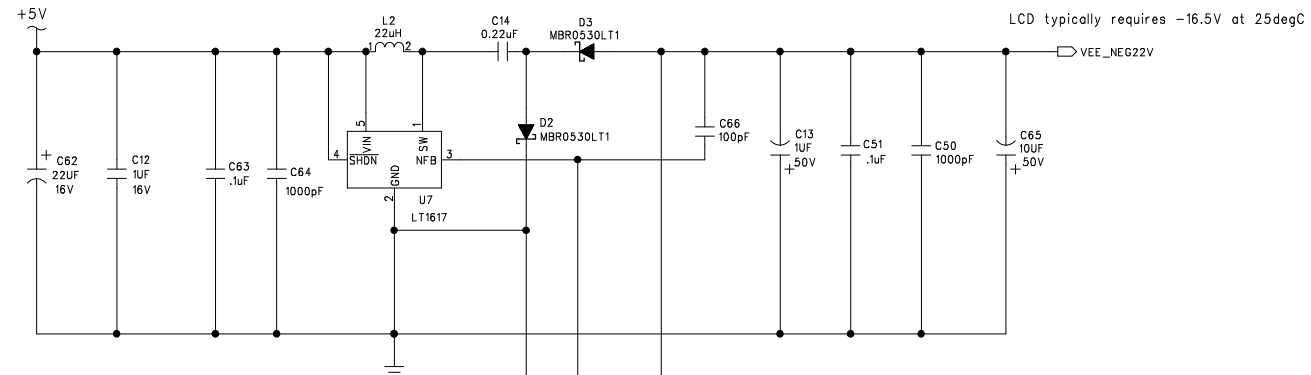 +5V
LCD typically requires -16.5V at 25degC
L2
22uH
1
2
C14
0.22uF
D3
MBR0530LT1
VEE_NEG22V
D2
MBR0530LT1
5
1
VIN
SW
4
SHDN
NFB
3
GND
2
U7
LT1617
C66
100pF
+
C62
22UF
16V
C12
1UF
16V
C63
.1uF
C64
1000pF
C13
1UF
50V
+
C51
.1uF
C50
1000pF
C65
10UF
50V
+